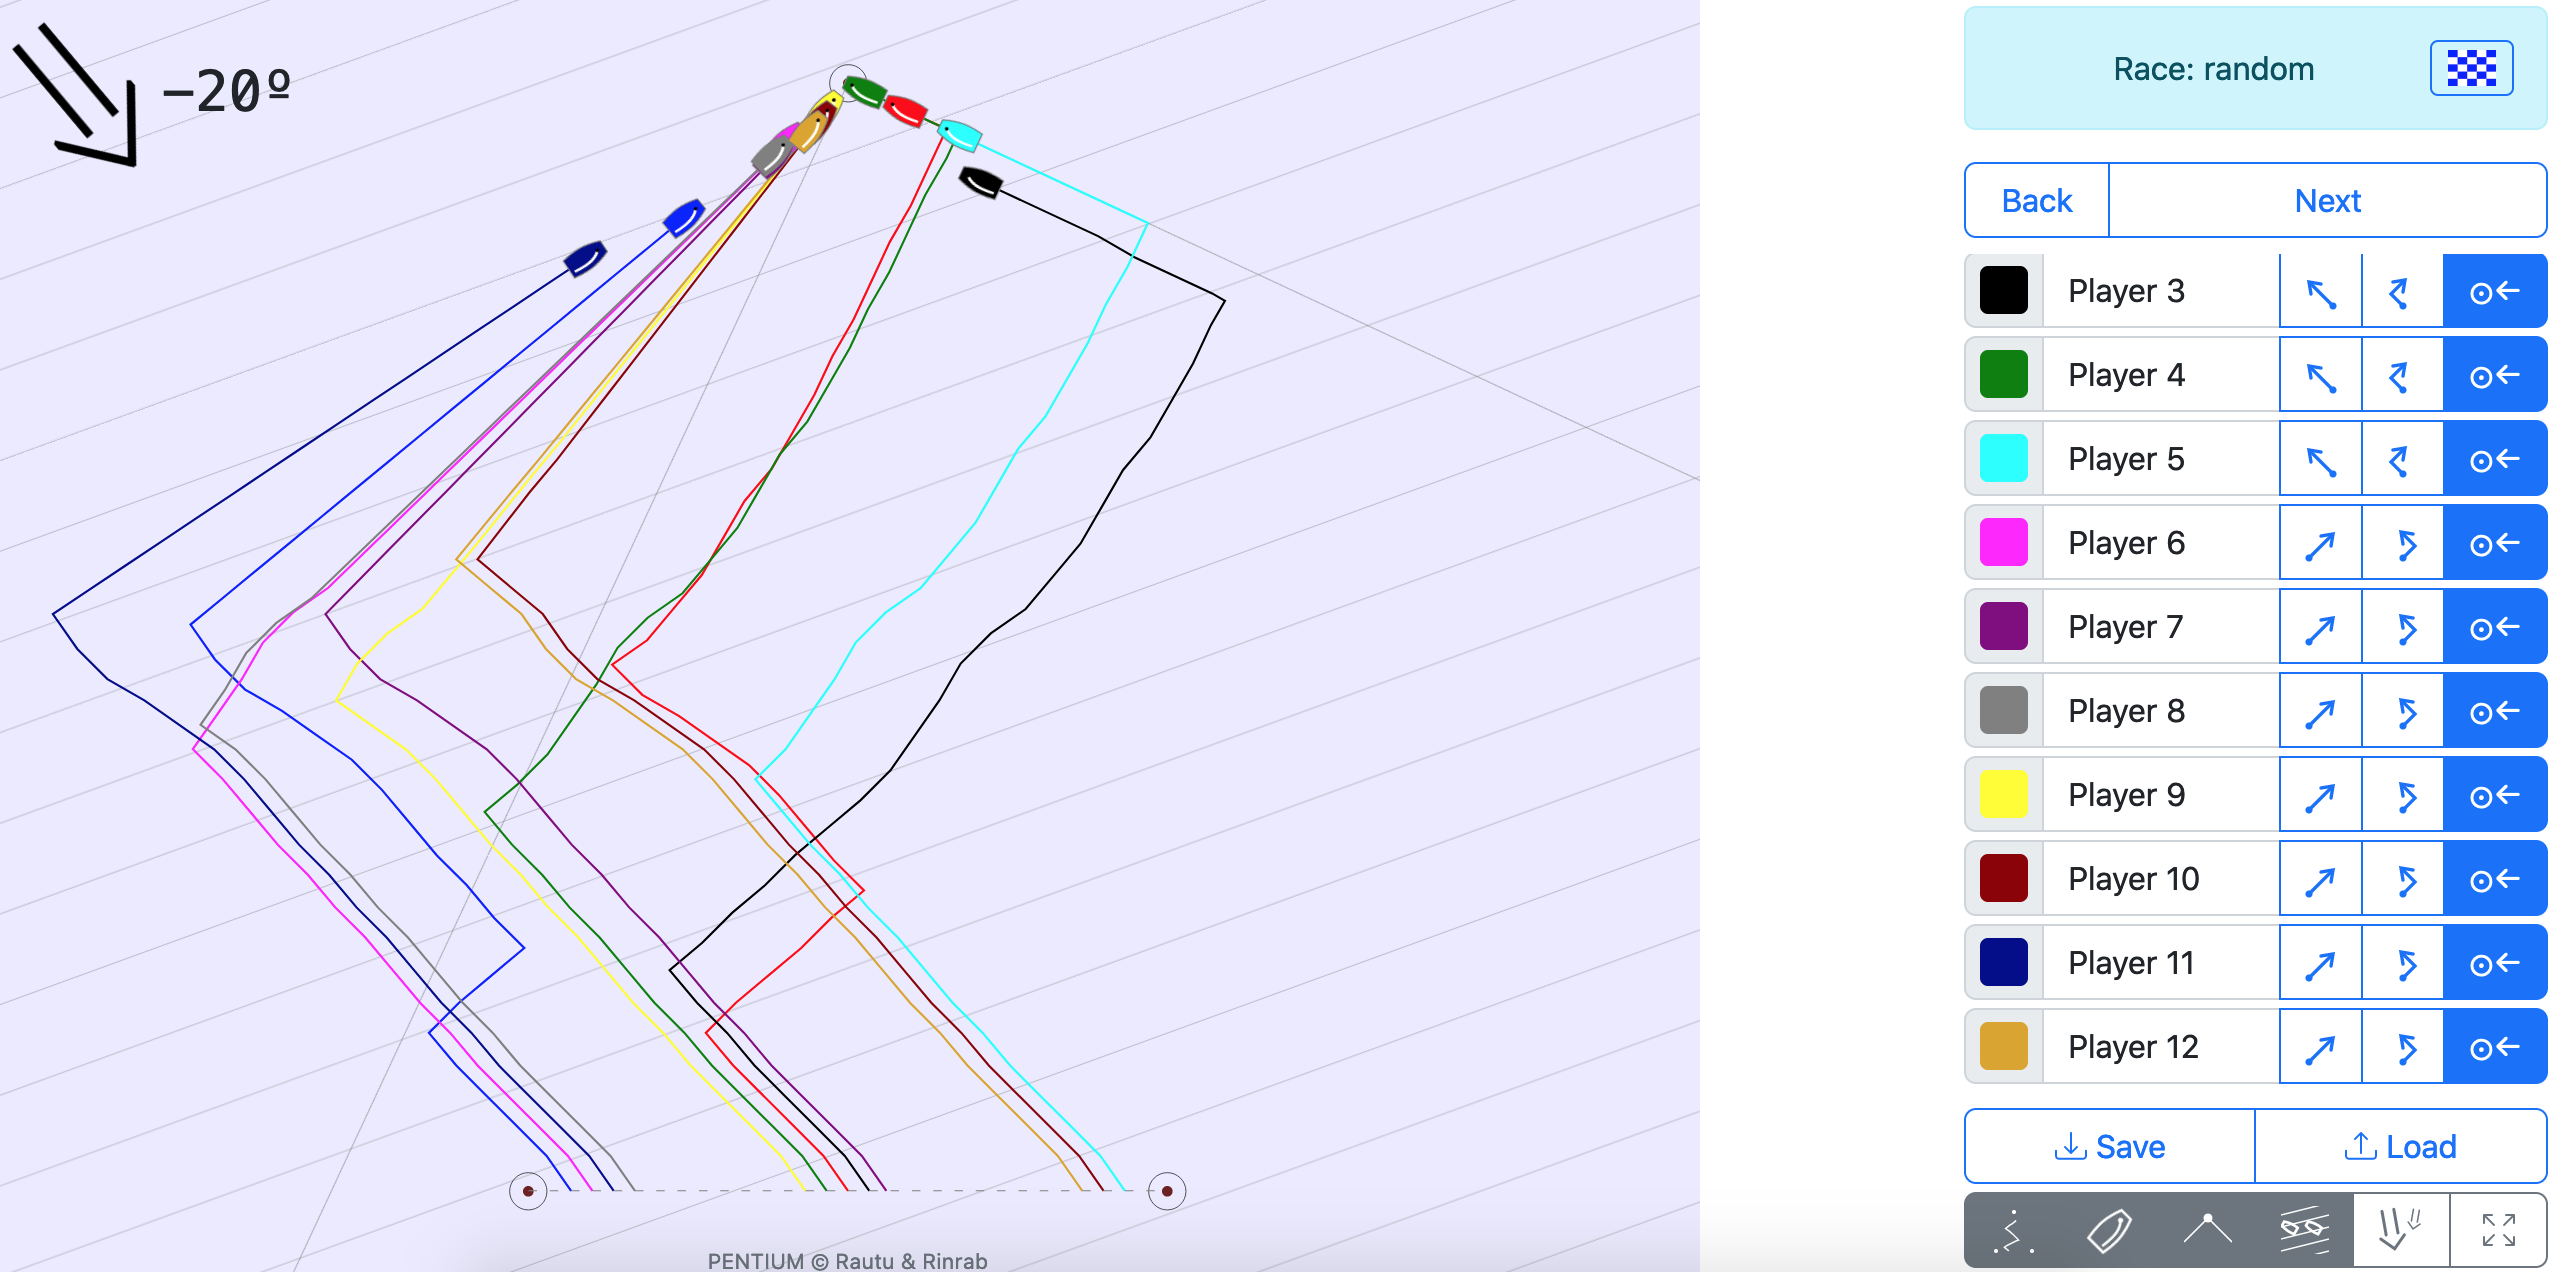 -20º
Race: random
Back
Next
Player 3
Player 4
Player 5
Player 6
Player 7
Player 8
Player 9
Player 10
Player 11
Player 12
Save
Load
PENTIUM © Rautu & Rinrab